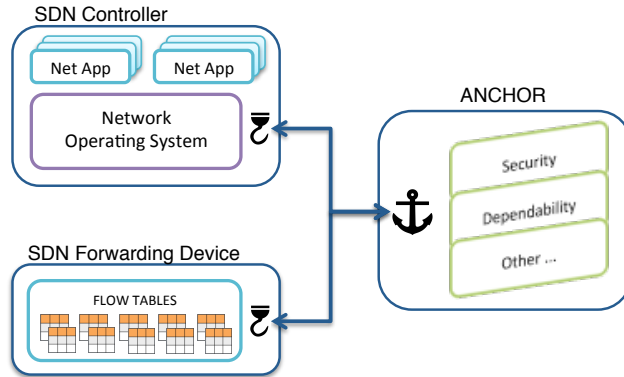 SDN Controller
Net App
Net App
Network
Operating System
ANCHOR
Security
Dependability
Other ...
SDN Forwarding Device
FLOW TABLES